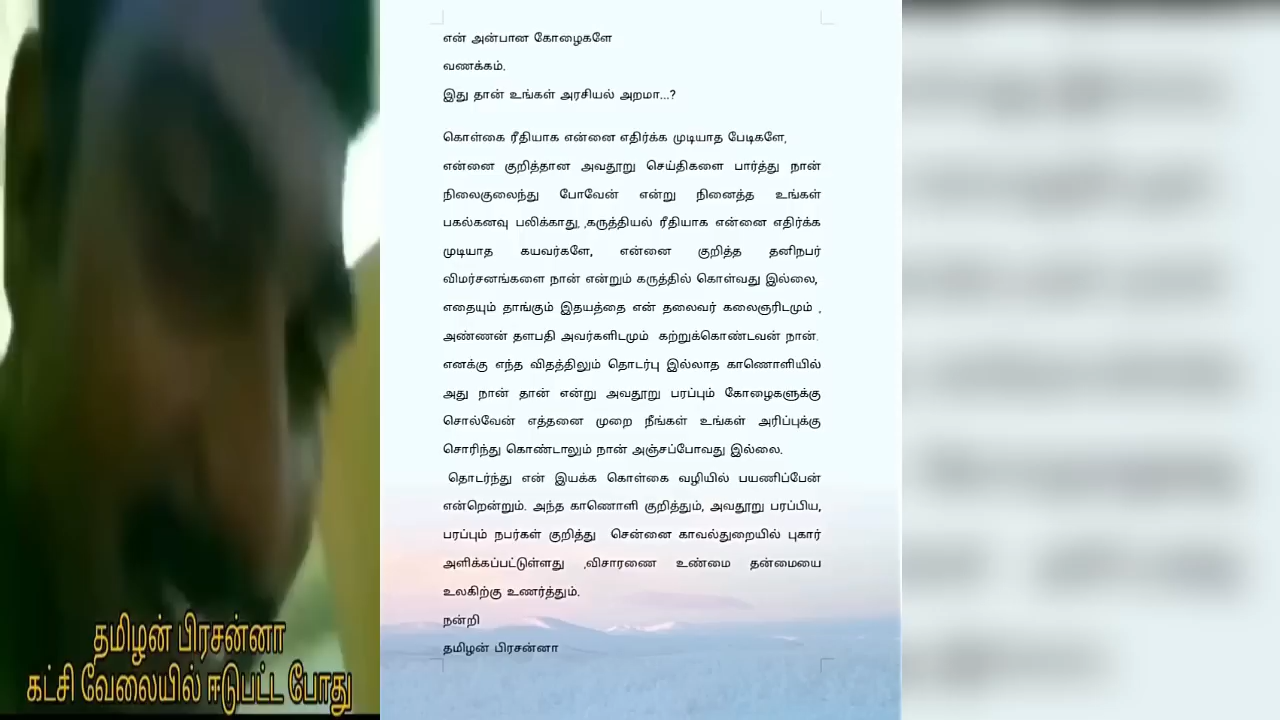 என் அன்பான கோழைகளே
வணக்கம்.
இது தான் உங்கள் அரசியல் அறமா...?
கொள்கை ரீதியாக என்னை எதிர்க்க முடியாத பேடிகளே,
என்னை குறித்தான அவதூறு செய்திகளை பார்த்து நான்
நிலைகுலைந்து போவேன் என்று நினைத்த உங்கள்
பகல்கனவு பலிக்காது, ,கருத்தியல் ரீதியாக என்னை எதிர்க்க
முடியாத கயவர்களே, என்னை குறித்த தனிநபர்
விமர்சனங்களை நான் என்றும் கருத்தில் கொள்வது இல்லை,
எதையும் தாங்கும் இதயத்தை என் தலைவர் கலைஞரிடமும் ,
அண்ணன் தளபதி அவர்களிடமும் கற்றுக்கொண்டவன் நான்.
எனக்கு எந்த விதத்திலும் தொடர்பு இல்லாத காணொளியில்
அது நான் தான் என்று அவதூறு பரப்பும் கோழைகளுக்கு
சொல்வேன் எத்தனை முறை நீங்கள் உங்கள் அரிப்புக்கு
சொரிந்து கொண்டாலும் நான் அஞ்சப்போவது இல்லை.
தொடர்ந்து என் இயக்க கொள்கை வழியில் பயணிப்பேன்
என்றென்றும். அந்த காணொளி குறித்தும், அவதூறு பரப்பிய,
பரப்பும் நபர்கள் குறித்து சென்னை காவல்துறையில் புகார்
அளிக்கப்பட்டுள்ளது ,விசாரணை உண்மை தன்மையை
உலகிற்கு உணர்த்தும்.
நன்றி
தமிழன் பிரசன்னா
தமிழன் பிரசன்னா
கட்சி வேலையில் ஈடுபட்ட போது